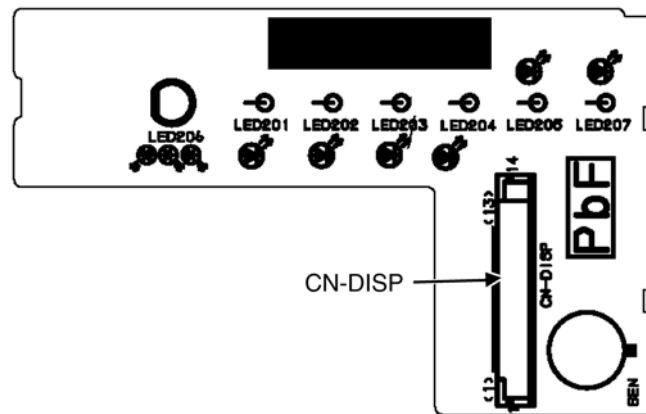 LED206
LED201
LED202
LED203
LED204
LED205
LED207
14
(13)
PbF
CN-DISP
CN-DISP
(1)
BEN